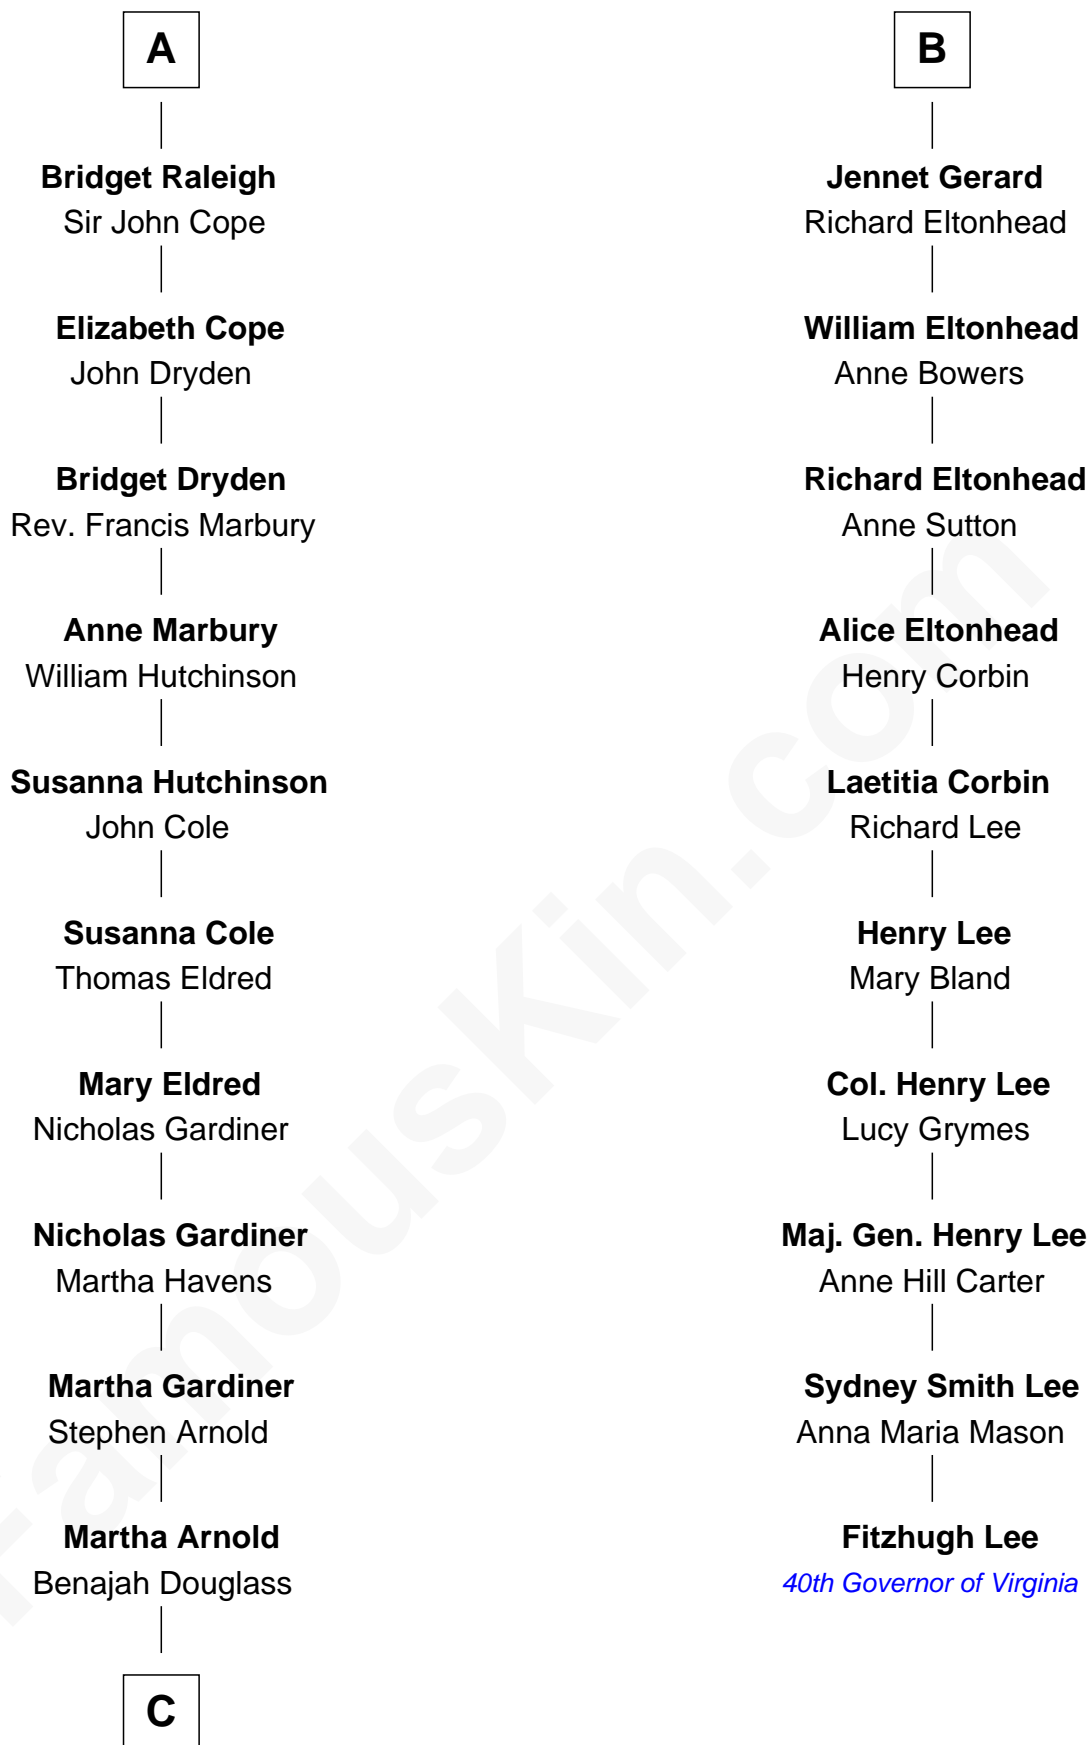 A
Bridget Raleigh
Sir John Cope
Elizabeth Cope
John Dryden
Bridget Dryden
Rev. Francis Marbury
Anne Marbury
William Hutchinson
Susanna Hutchinson
John Cole
Susanna Cole
Thomas Eldred
Mary Eldred
Nicholas Gardiner
Nicholas Gardiner
Martha Havens
Martha Gardiner
Stephen Arnold
Martha Arnold
Benajah Douglass
C
B
Jennet Gerard
Richard Eltonhead
William Eltonhead
Anne Bowers
Richard Eltonhead
Anne Sutton
Alice Eltonhead
Henry Corbin
Laetitia Corbin
Richard Lee
Henry Lee
Mary Bland
Col. Henry Lee
Lucy Grymes
Maj. Gen. Henry Lee
Anne Hill Carter
Sydney Smith Lee
Anna Maria Mason
Fitzhugh Lee
40th Governor of Virginia
FamousKin.com